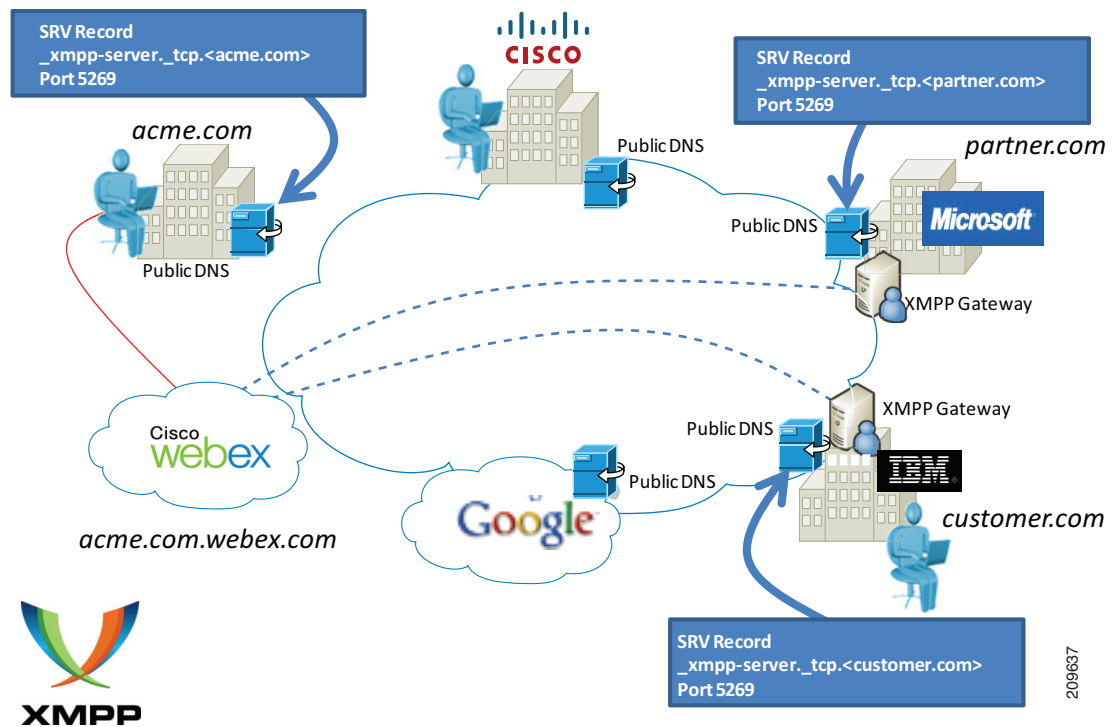 SRV Record
_xmpp-server._tcp.<acme.com>
Port 5269
CISCO
SRV Record
_xmpp-server._tcp.<partner.com>
Port 5269
acme.com
Public DNS
partner.com
Public DNS
Microsoft
Public DNS
XMPP Gateway
XMPP Gateway
Public DNS
Cisco
webex
Public DNS
IBM
Google
acme.com.webex.com
customer.com
SRV Record
_xmpp-server._tcp.<customer.com>
Port 5269
209637
XMPP